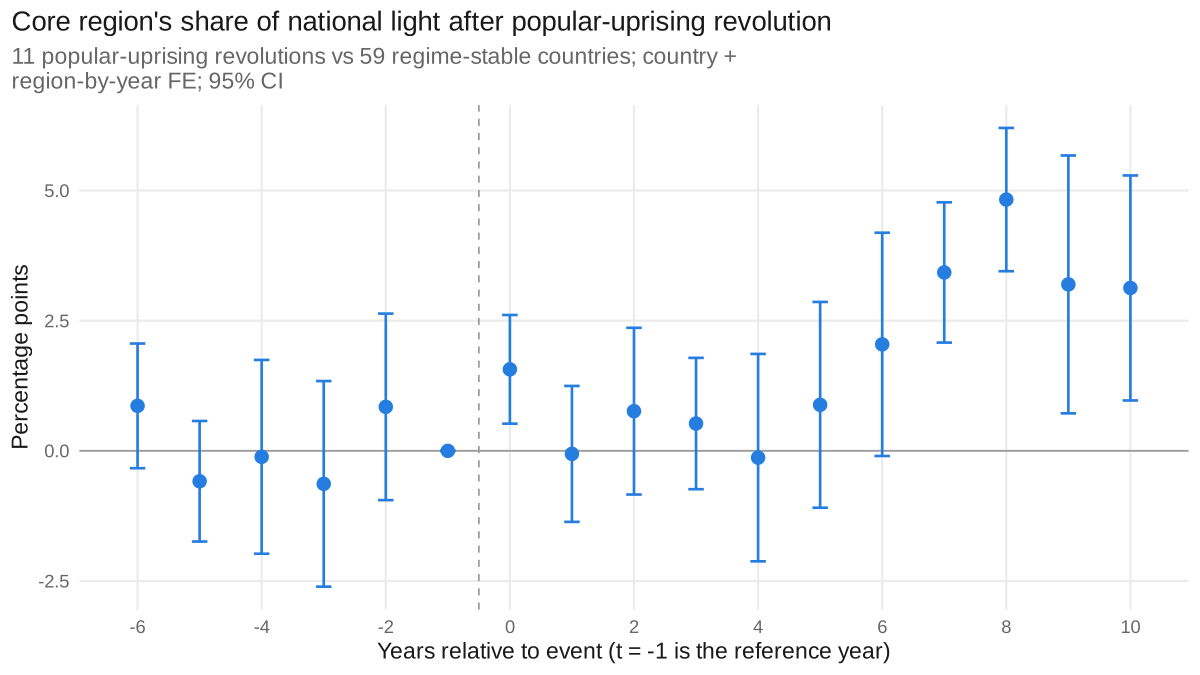 Core region's share of national light after popular-uprising revolution
11 popular-uprising revolutions vs 59 regime-stable countries; country +
region-by-year FE; 95% CI
Percentage points
5.0
2.5
0.0
-2.5
-6 -4 -2 0 2 4 6 8 10
Years relative to event (t = -1 is the reference year)